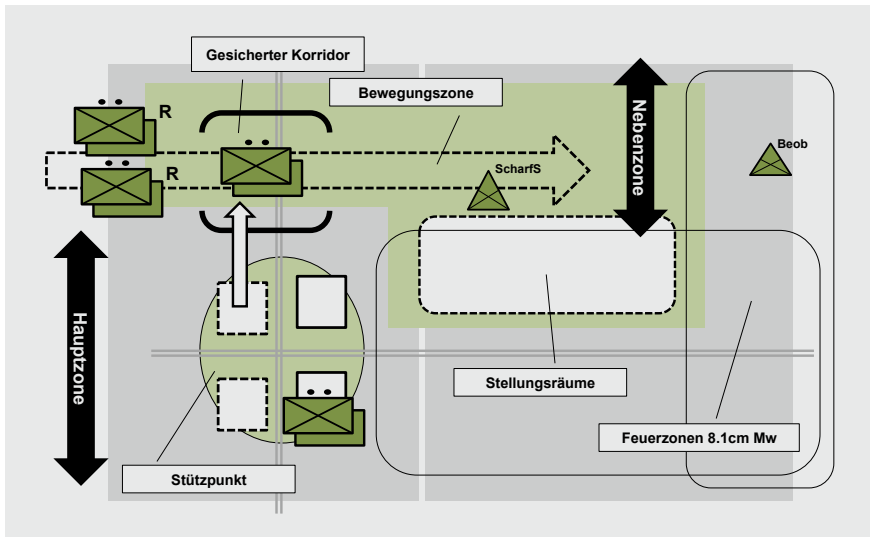 Gesicherter Korridor
Bewegungszone
R
R
Nebenzone
Beob
ScharfS
Hauptzone
Stellungsräume
Feuerzonen 8.1cm Mw
Stützpunkt